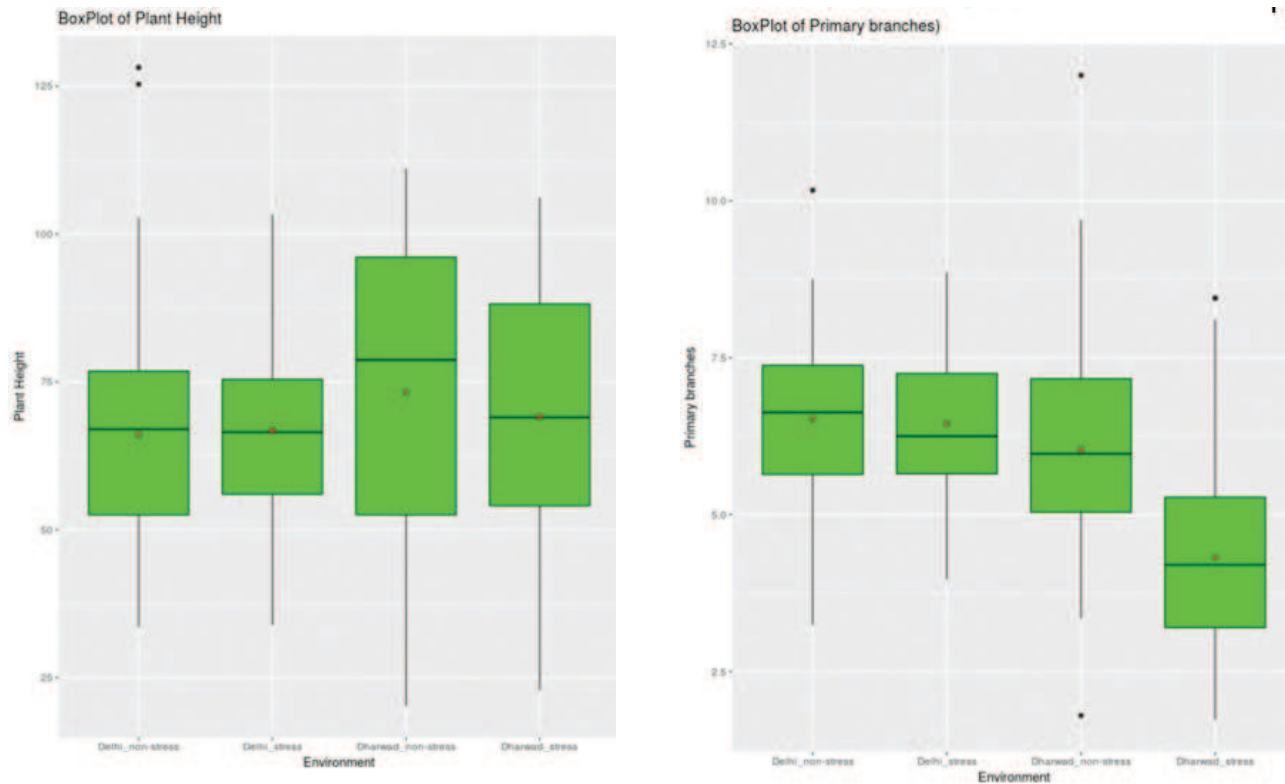 BoxPlot of Plant Height
125
100
75
50
25
Plant Height
Delhi_non-stress
Delhi_stress
Dharwad_non-stress
Dharwad_stress
Environment
BoxPlot of Primary branches)
12.5
10.0
7.5
5.0
2.5
Primary branches
Delhi_non-stress
Delhi_stress
Dharwad_non-stress
Dharwad_stress
Environment